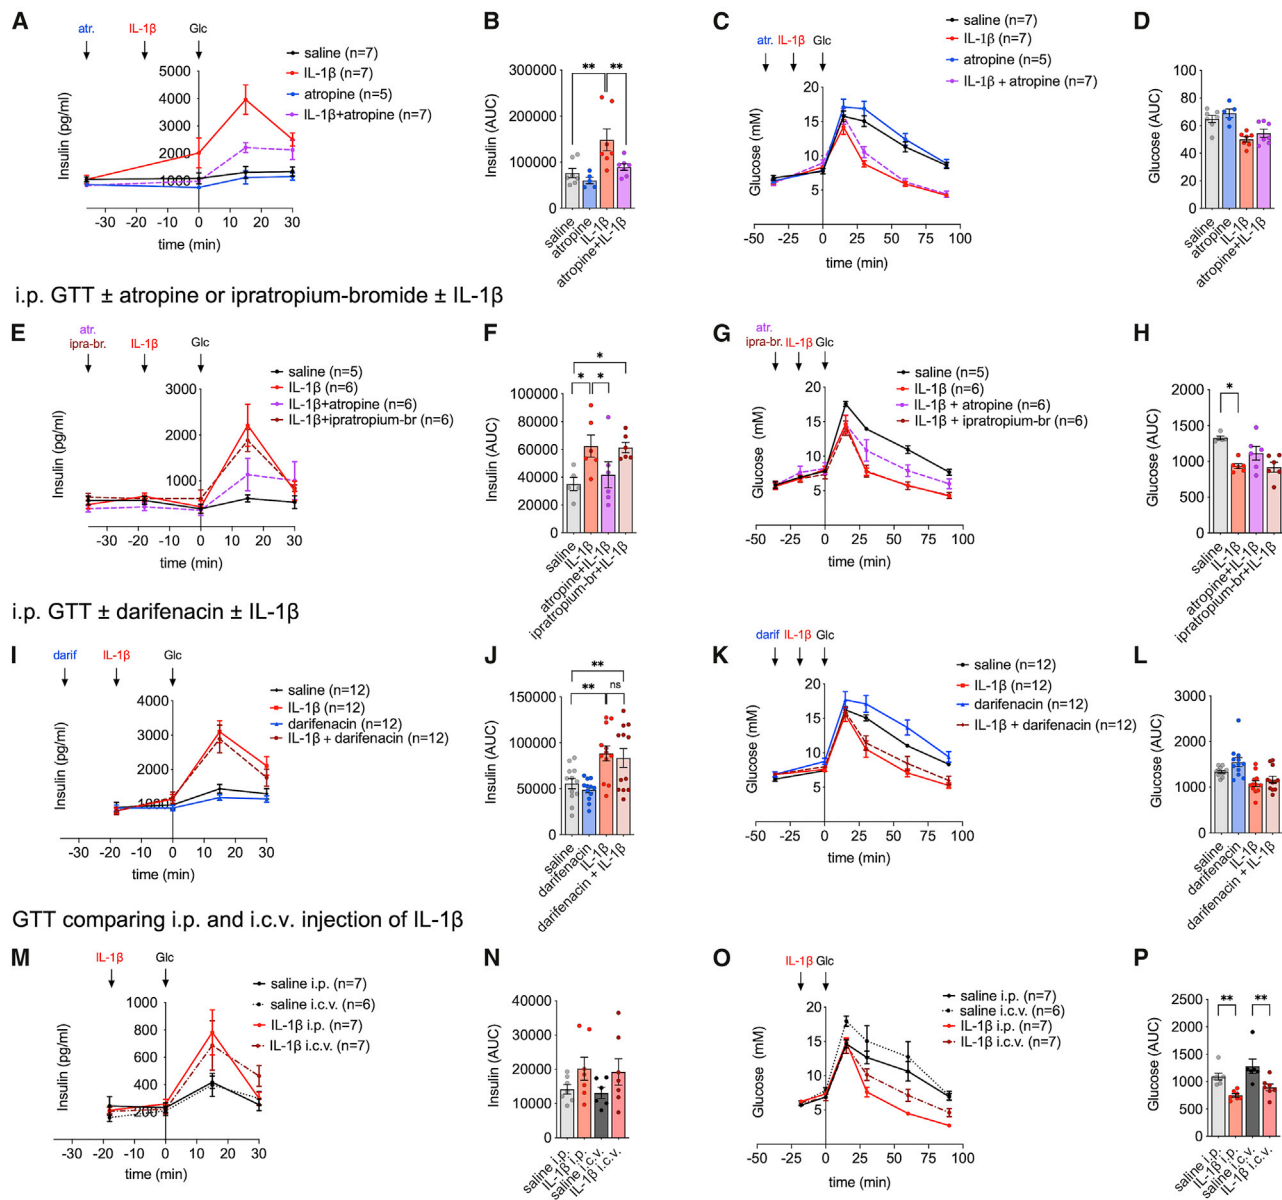 A
atr.
IL-1β
Glc
saline (n=7)
IL-1β (n=7)
atropine (n=5)
IL-1β+atropine (n=7)
Insulin (pg/ml)
5000
4000
3000
2000
1000
-30 -20 -10 0 10 20 30
time (min)
B
** **
Insulin (AUC)
300000
200000
100000
0
saline
atropine
IL-1β
atropine+IL-1β
C
atr. IL-1β Glc
saline (n=7)
IL-1β (n=7)
atropine (n=5)
IL-1β + atropine (n=7)
Glucose (mM)
20
15
10
5
-50 -25 0 25 50 75 100
time (min)
D
Glucose (AUC)
100
80
60
40
20
0
saline
atropine
IL-1β
atropine+IL-1β
i.p. GTT ± atropine or ipratropium-bromide ± IL-1β
E
atr.
ipra-br.
IL-1β
Glc
saline (n=5)
IL-1β (n=6)
IL-1β+atropine (n=6)
IL-1β+ipratropium-br (n=6)
Insulin (pg/ml)
3000
2000
1000
-30 -20 -10 0 10 20 30
time (min)
F
*
* *
Insulin (AUC)
100000
80000
60000
40000
20000
0
saline
IL-1β
atropine+IL-1β
ipratropium-br+IL-1β
G
atr.
ipra-br. IL-1β Glc
saline (n=5)
IL-1β (n=6)
IL-1β + atropine (n=6)
IL-1β + ipratropium-br (n=6)
Glucose (mM)
20
15
10
5
-50 -25 0 25 50 75 100
time (min)
H
*
Glucose (AUC)
2000
1500
1000
500
0
saline
IL-1β
atropine+IL-1β
ipratropium-br+IL-1β
i.p. GTT ± darifenacin ± IL-1β
I
darif
IL-1β
Glc
saline (n=12)
IL-1β (n=12)
darifenacin (n=12)
IL-1β + darifenacin (n=12)
Insulin (pg/ml)
4000
3000
2000
1000
-30 -20 -10 0 10 20 30
time (min)
J
**
** ns
Insulin (AUC)
150000
100000
50000
0
saline
darifenacin
IL-1β
darifenacin + IL-1β
K
darif IL-1β Glc
saline (n=12)
IL-1β (n=12)
darifenacin (n=12)
IL-1β + darifenacin (n=12)
Glucose (mM)
20
15
10
5
-50 -25 0 25 50 75 100
time (min)
L
Glucose (AUC)
3000
2000
1000
0
saline
darifenacin
IL-1β
darifenacin + IL-1β
GTT comparing i.p. and i.c.v. injection of IL-1β
M
IL-1β
Glc
saline i.p. (n=7)
saline i.c.v. (n=6)
IL-1β i.p. (n=7)
IL-1β i.c.v. (n=7)
Insulin (pg/ml)
1000
800
600
400
200
-30 -20 -10 0 10 20 30
time (min)
N
Insulin (AUC)
40000
30000
20000
10000
0
saline i.p.
IL-1β i.p.
saline i.c.v.
IL-1β i.c.v.
O
IL-1β Glc
saline i.p. (n=7)
saline i.c.v. (n=6)
IL-1β i.p. (n=7)
IL-1β i.c.v. (n=7)
Glucose (mM)
20
15
10
5
-50 -25 0 25 50 75 100
time (min)
P
** **
Glucose (AUC)
2500
2000
1500
1000
500
0
saline i.p.
IL-1β i.p.
saline i.c.v.
IL-1β i.c.v.